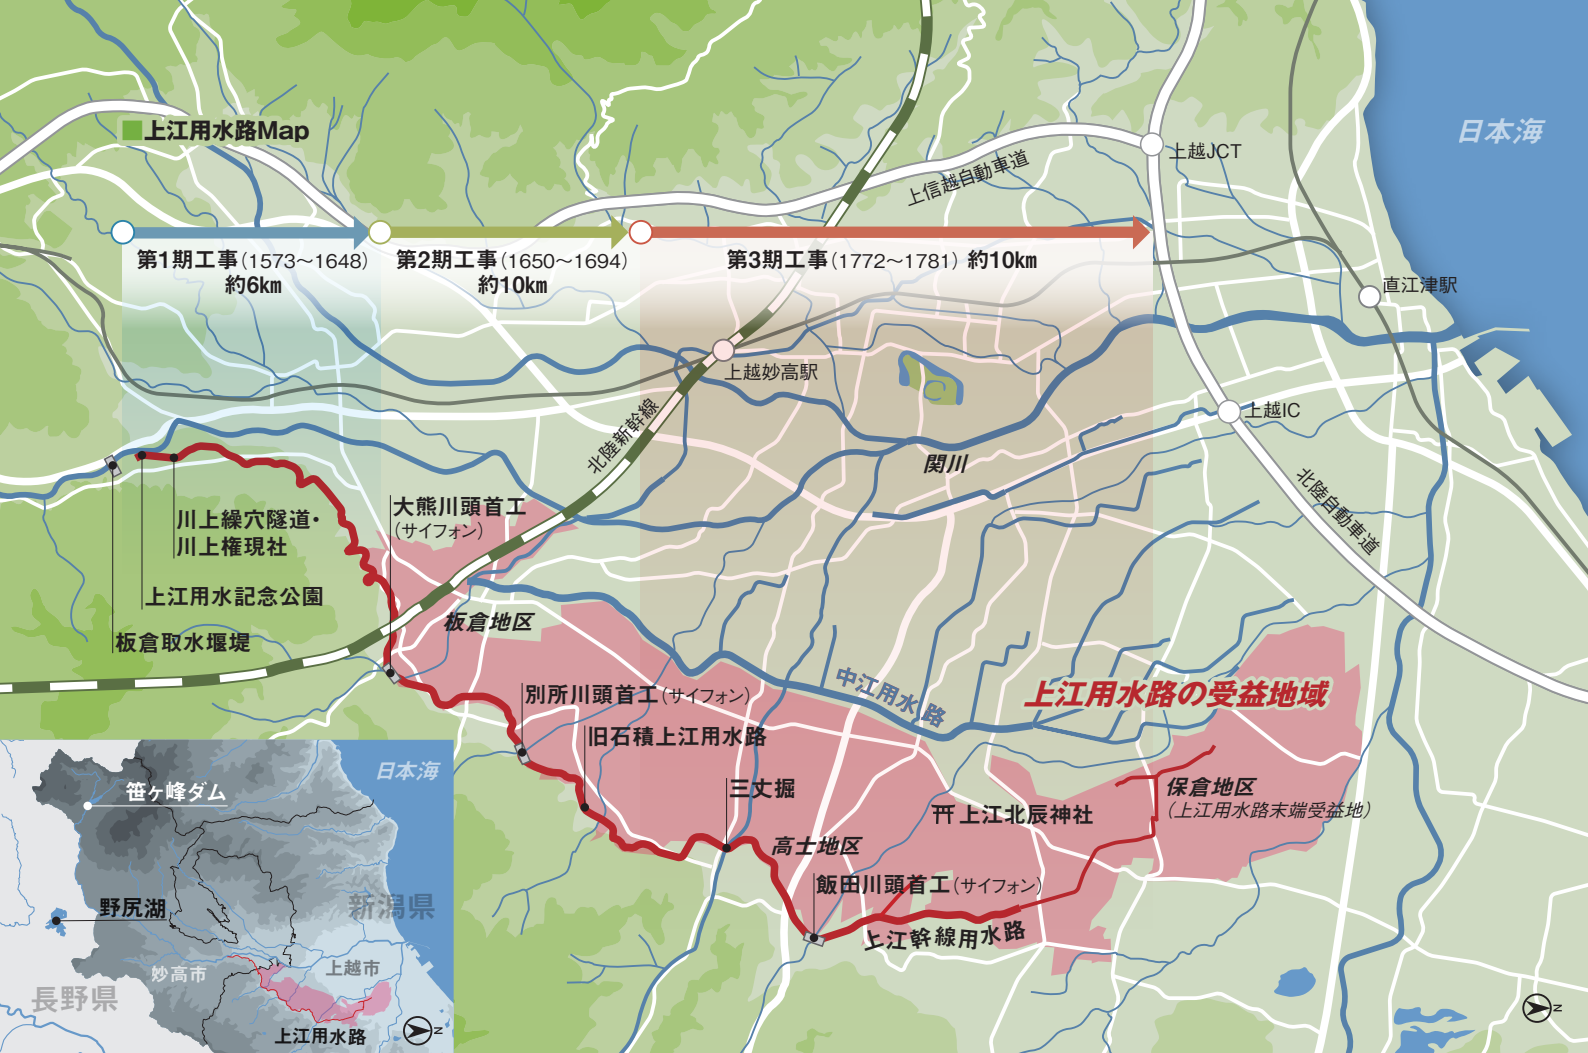 上江用水路Map
日本海
上越JCT
上信越自動車道
第1期工事(1573〜1648)
約6km
第2期工事(1650〜1694)
約10km
第3期工事(1772〜1781) 約10km
直江津駅
上越妙高駅
上越IC
北陸新幹線
関川
北陸自動車道
川上繰穴隧道・
川上権現社
大熊川頭首工
(サイフォン)
上江用水記念公園
板倉取水堰堤
板倉地区
中江用水路
上江用水路の受益地域
別所川頭首工(サイフォン)
旧石積上江用水路
三丈掘
高士地区
上江北辰神社
保倉地区
(上江用水路末端受益地)
飯田川頭首工(サイフォン)
上江幹線用水路
N
日本海
笹ヶ峰ダム
野尻湖
新潟県
妙高市
上越市
長野県
上江用水路
N